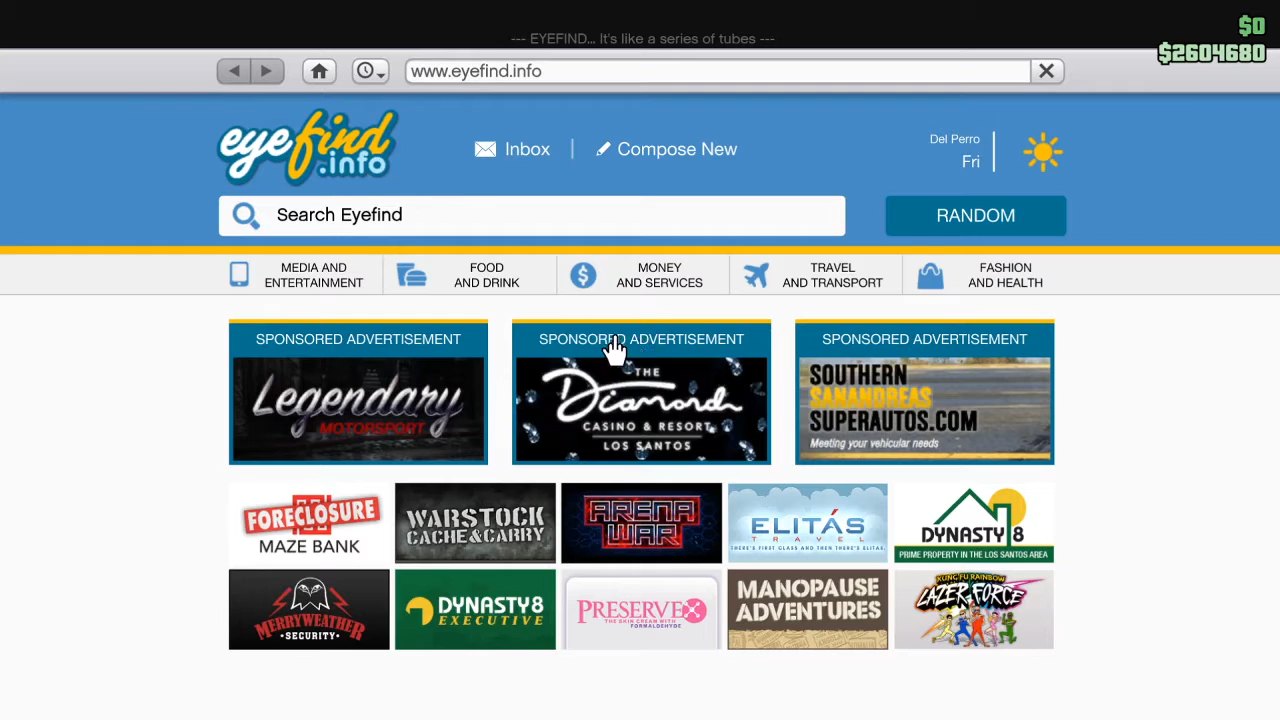 $0
--- EYEFIND... It's like a series of tubes ---
$2604680
www.eyefind.info
eyefind
.info
Inbox
Compose New
Del Perro
Fri
Search Eyefind
RANDOM
MEDIA AND
ENTERTAINMENT
FOOD
AND DRINK
MONEY
AND SERVICES
TRAVEL
AND TRANSPORT
FASHION
AND HEALTH
SPONSORED ADVERTISEMENT
Legendary
MOTORSPORT
SPONSORED ADVERTISEMENT
THE
Diamond
CASINO & RESORT
LOS SANTOS
SPONSORED ADVERTISEMENT
SOUTHERN
SANANDREAS
SUPERAUTOS.COM
Meeting your vehicular needs
FORECLOSURE
MAZE BANK
WARSTOCK
CACHE & CARRY
ARENA
WAR
ELITÁS
TRAVEL
THERE'S FIRST CLASS AND THEN THERE'S ELITAS.
DYNASTY 8
PRIME PROPERTY IN THE LOS SANTOS AREA
MERRYWEATHER
SECURITY
DYNASTY 8
EXECUTIVE
PRESERVEX
THE SKIN CREAM WITH
FORMALDEHYDE
MANOPAUSE
ADVENTURES
KUNG FU RAINBOW
LAZER FORCE